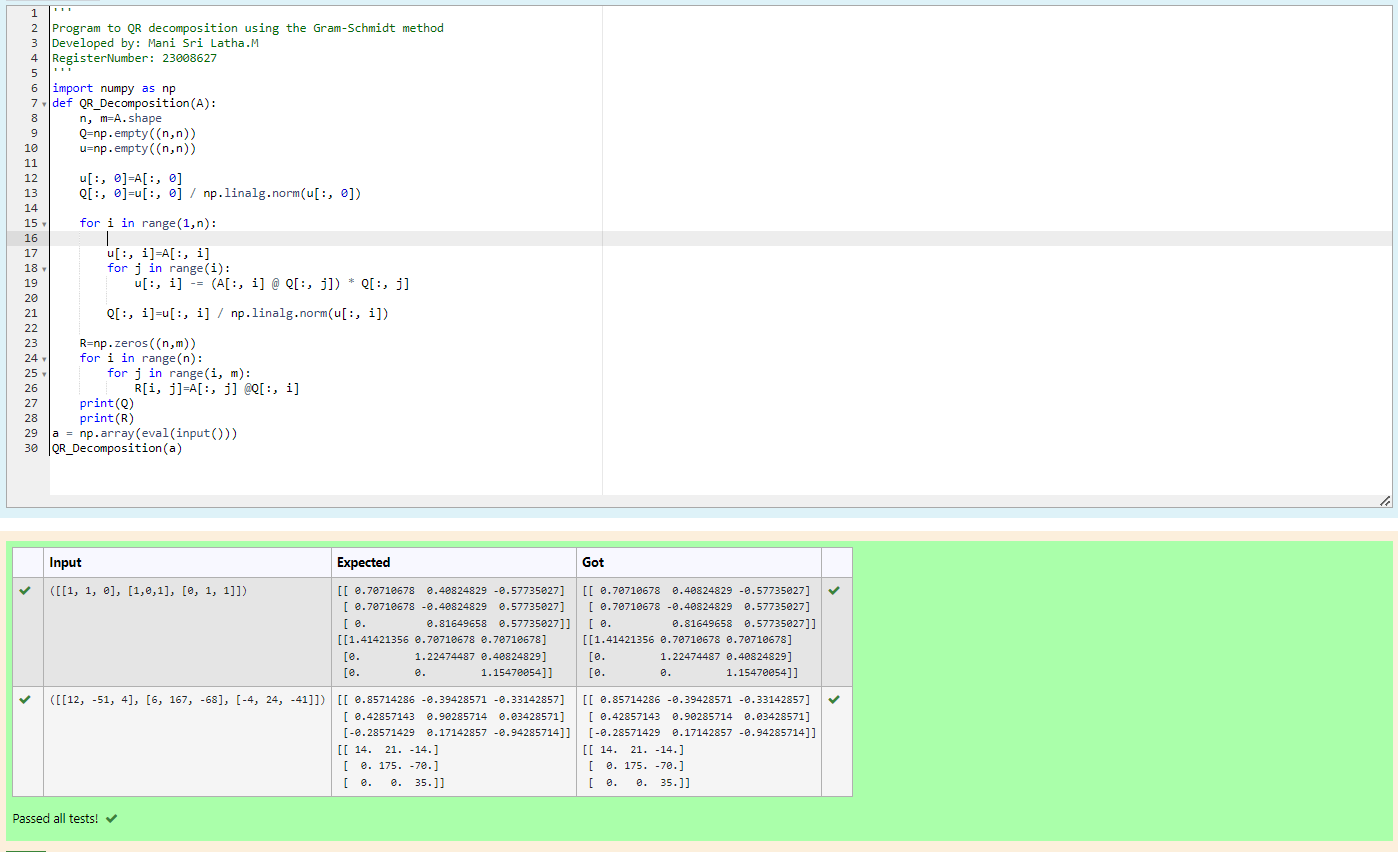 1 '''
2 Program to QR decomposition using the Gram-Schmidt method
3 Developed by: Mani Sri Latha.M
4 RegisterNumber: 23008627
5 '''
6 import numpy as np
7 def QR_Decomposition(A):
8     n, m=A.shape
9     Q=np.empty((n,n))
10     u=np.empty((n,n))
11
12     u[:, 0]=A[:, 0]
13     Q[:, 0]=u[:, 0] / np.linalg.norm(u[:, 0])
14
15     for i in range(1,n):
16
17         u[:, i]=A[:, i]
18         for j in range(i):
19             u[:, i] -= (A[:, i] @ Q[:, j]) * Q[:, j]
20
21         Q[:, i]=u[:, i] / np.linalg.norm(u[:, i])
22
23     R=np.zeros((n,m))
24     for i in range(n):
25         for j in range(i, m):
26             R[i, j]=A[:, j] @Q[:, i]
27     print(Q)
28     print(R)
29 a = np.array(eval(input()))
30 QR_Decomposition(a)
Input Expected Got
([[1, 1, 0], [1,0,1], [0, 1, 1]])
[[ 0.70710678  0.40824829 -0.57735027]
 [ 0.70710678 -0.40824829  0.57735027]
 [ 0.          0.81649658  0.57735027]]
[[1.41421356 0.70710678 0.70710678]
 [0.         1.22474487 0.40824829]
 [0.         0.         1.15470054]]
[[ 0.70710678  0.40824829 -0.57735027]
 [ 0.70710678 -0.40824829  0.57735027]
 [ 0.          0.81649658  0.57735027]]
[[1.41421356 0.70710678 0.70710678]
 [0.         1.22474487 0.40824829]
 [0.         0.         1.15470054]]
([[12, -51, 4], [6, 167, -68], [-4, 24, -41]])
[[ 0.85714286 -0.39428571 -0.33142857]
 [ 0.42857143  0.90285714  0.03428571]
 [-0.28571429  0.17142857 -0.94285714]]
[[ 14.  21. -14.]
 [  0. 175. -70.]
 [  0.   0.  35.]]
[[ 0.85714286 -0.39428571 -0.33142857]
 [ 0.42857143  0.90285714  0.03428571]
 [-0.28571429  0.17142857 -0.94285714]]
[[ 14.  21. -14.]
 [  0. 175. -70.]
 [  0.   0.  35.]]
Passed all tests!